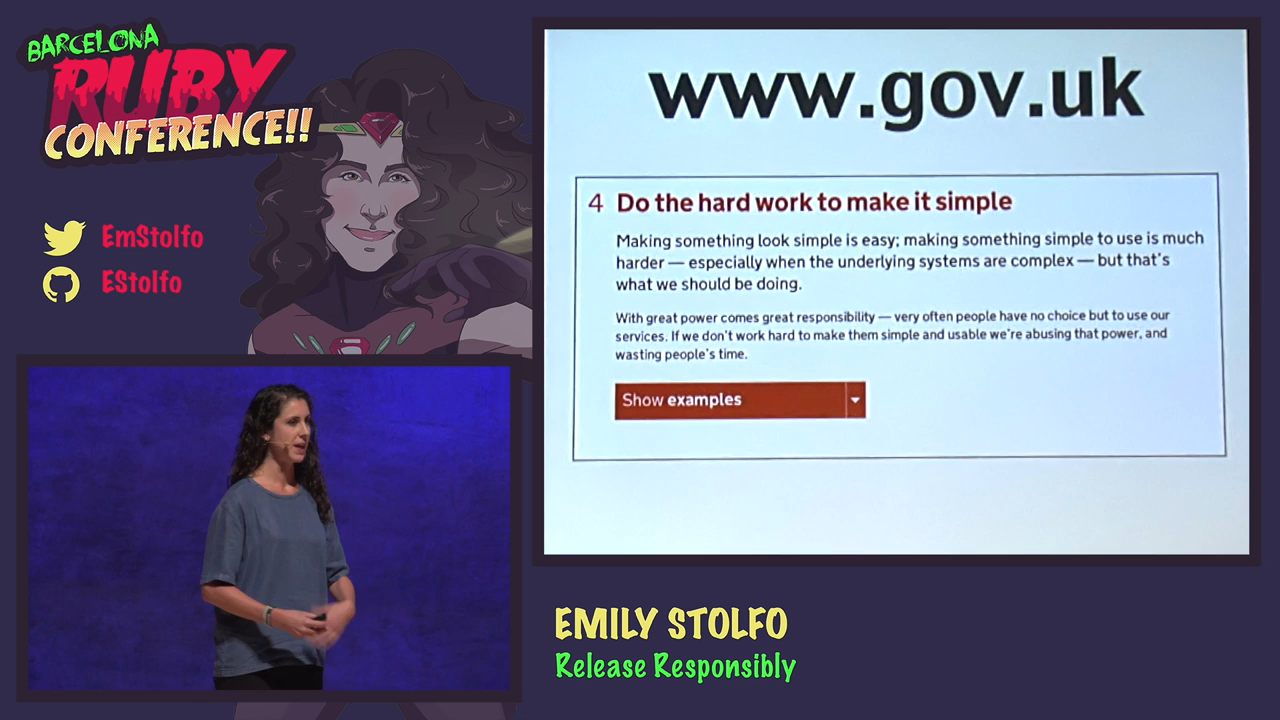 BARCELONA
RUBY
CONFERENCE!!
EmStolfo
EStolfo
www.gov.uk
4 Do the hard work to make it simple
Making something look simple is easy; making something simple to use is much
harder — especially when the underlying systems are complex — but that's
what we should be doing.
With great power comes great responsibility — very often people have no choice but to use our
services. If we don't work hard to make them simple and usable we're abusing that power, and
wasting people's time.
Show examples
EMILY STOLFO
Release Responsibly